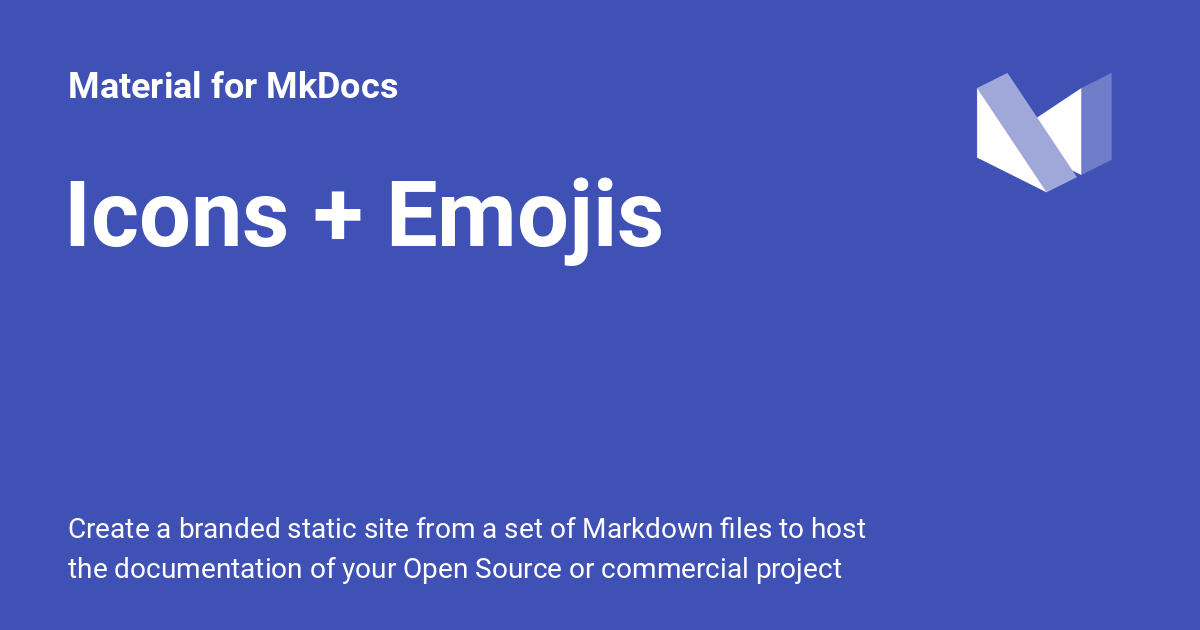 Material for MkDocs
Icons + Emojis
Create a branded static site from a set of Markdown files to host
the documentation of your Open Source or commercial project